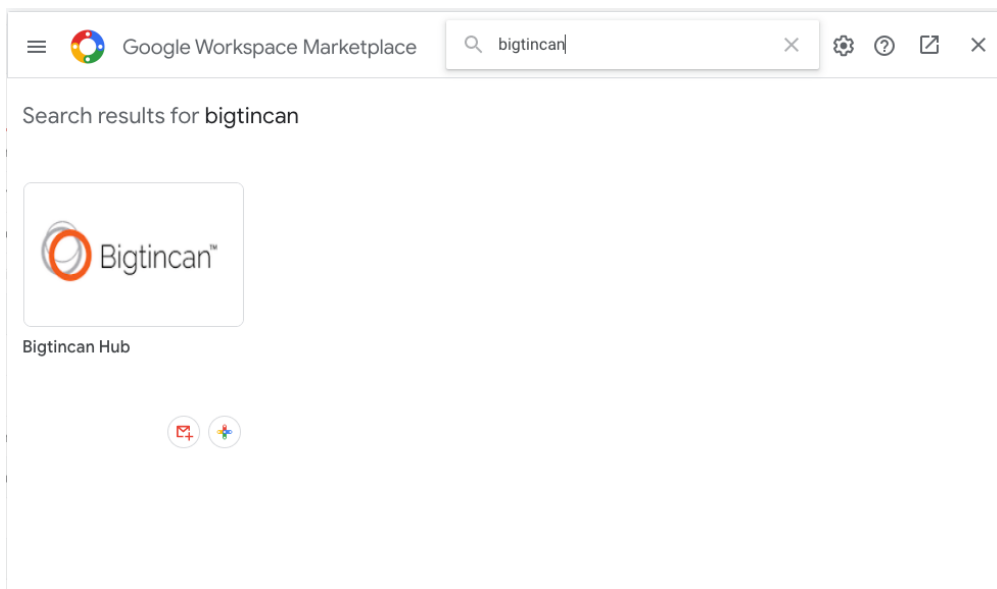 Google Workspace Marketplace
bigtincan
Search results for bigtincan
Bigtincan™
Bigtincan Hub